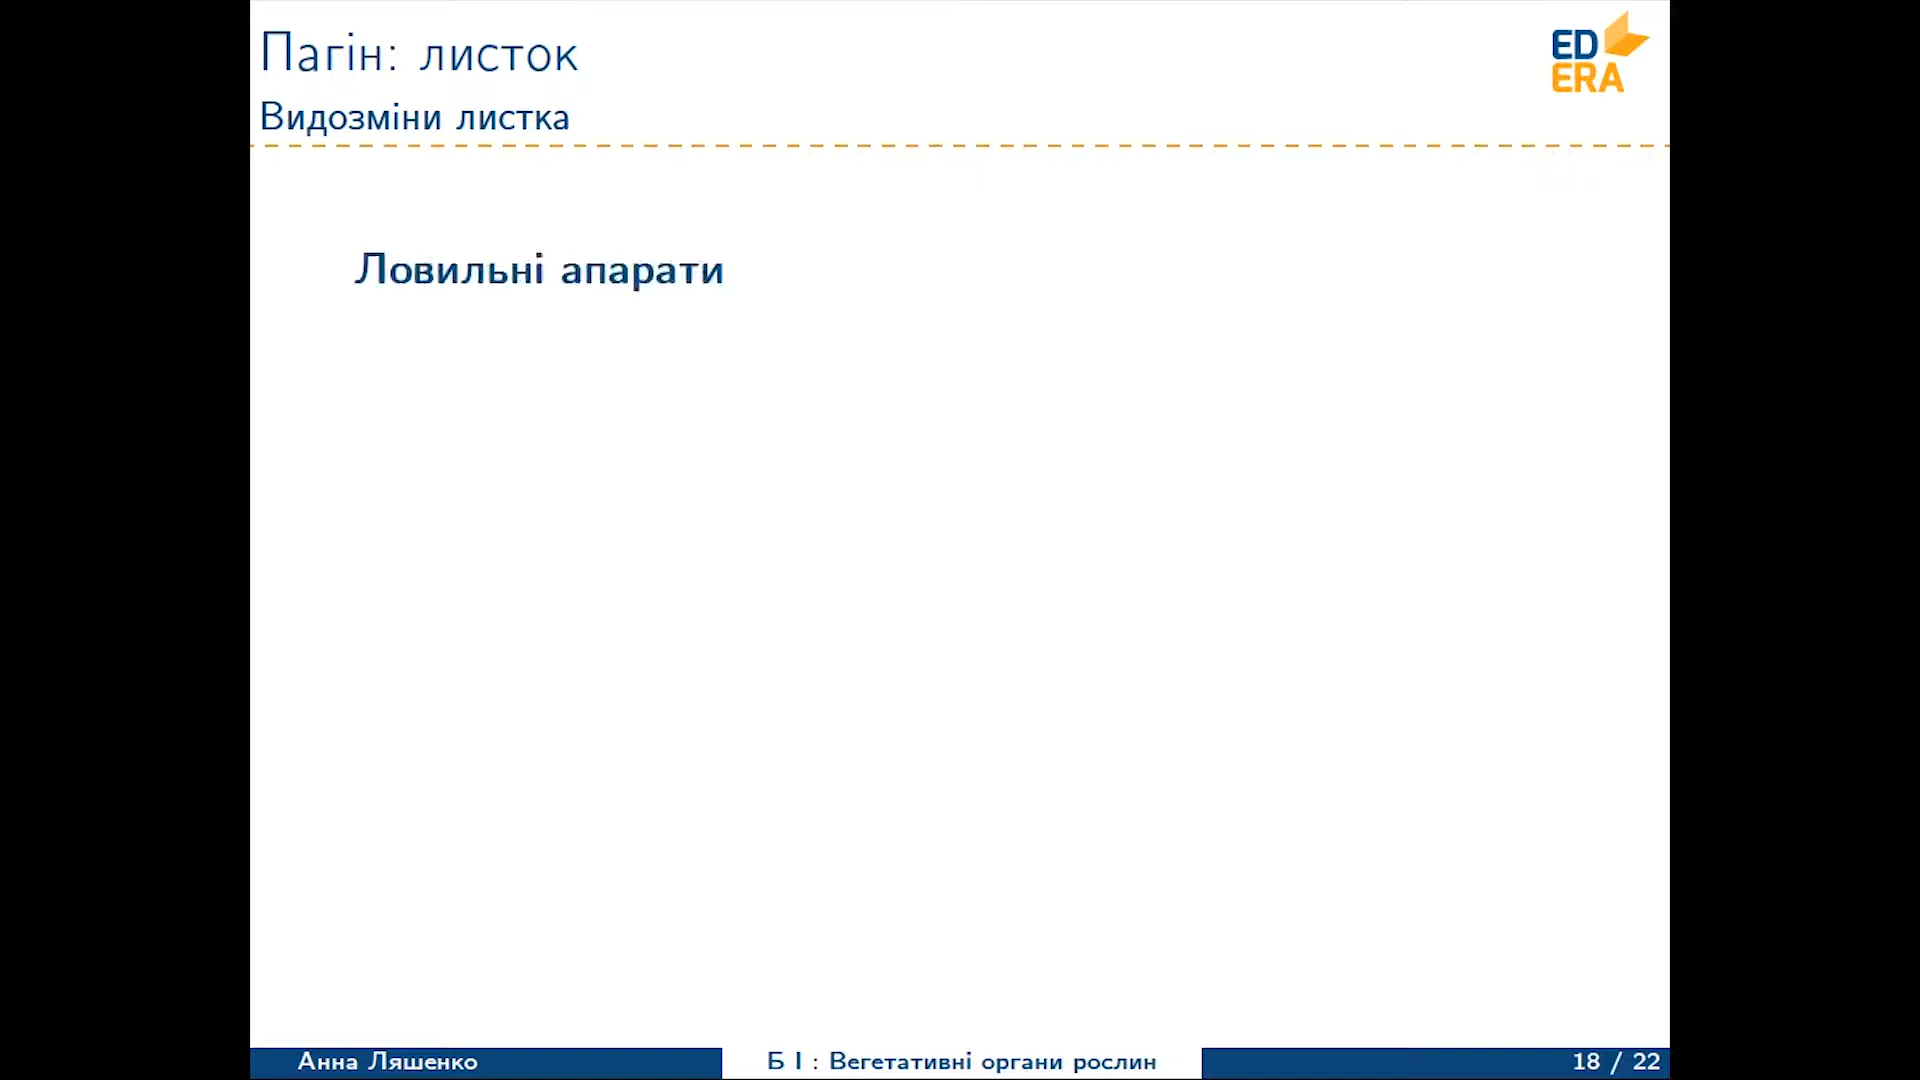 Пагін: листок
ED
ERA
Видозміни листка
Ловильні апарати
Анна Ляшенко
Б І : Вегетативні органи рослин
18 / 22